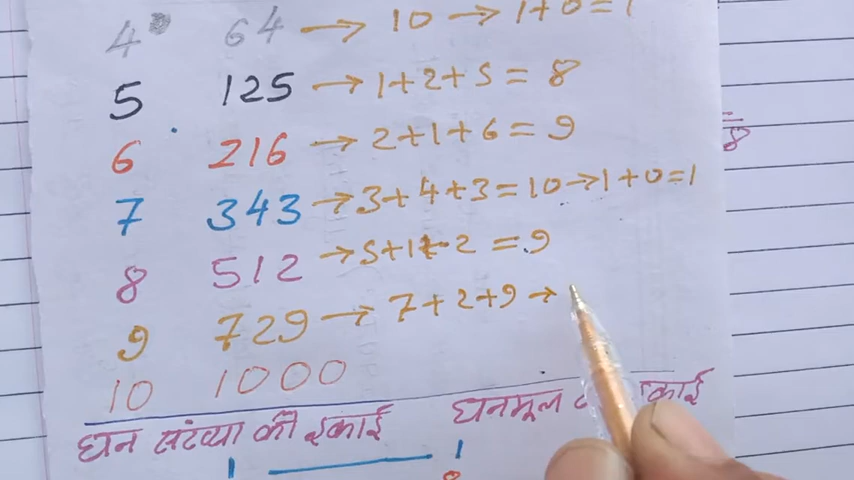 4 64 → 10 → 1+0=1
5 125 → 1+2+5=8
6 216 → 2+1+6=9
7 343 → 3+4+3=10→1+0=1
8 512 → 5+1+2=9
9 729 → 7+2+9→
10 1000
=8
घन संख्या की इकाई घनमूल इकाई
1 — 1